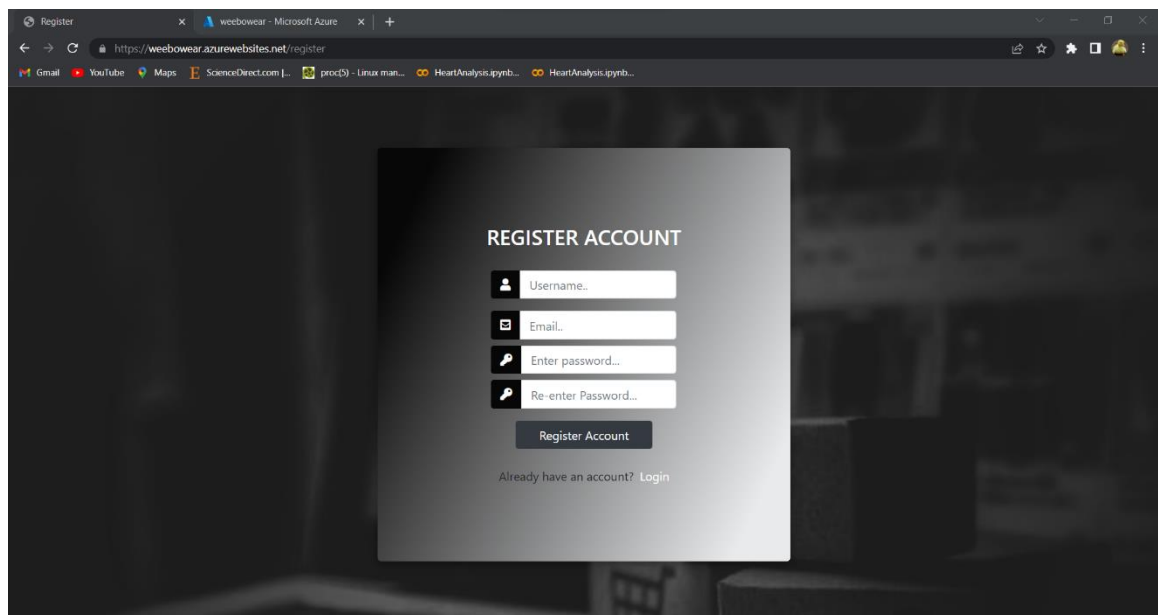 Register
weebowear - Microsoft Azure
https://weebowear.azurewebsites.net/register
Gmail YouTube Maps ScienceDirect.com |... proc(5) - Linux man... HeartAnalysis.ipynb... HeartAnalysis.ipynb...
REGISTER ACCOUNT
Username..
Email..
Enter password...
Re-enter Password...
Register Account
Already have an account? Login